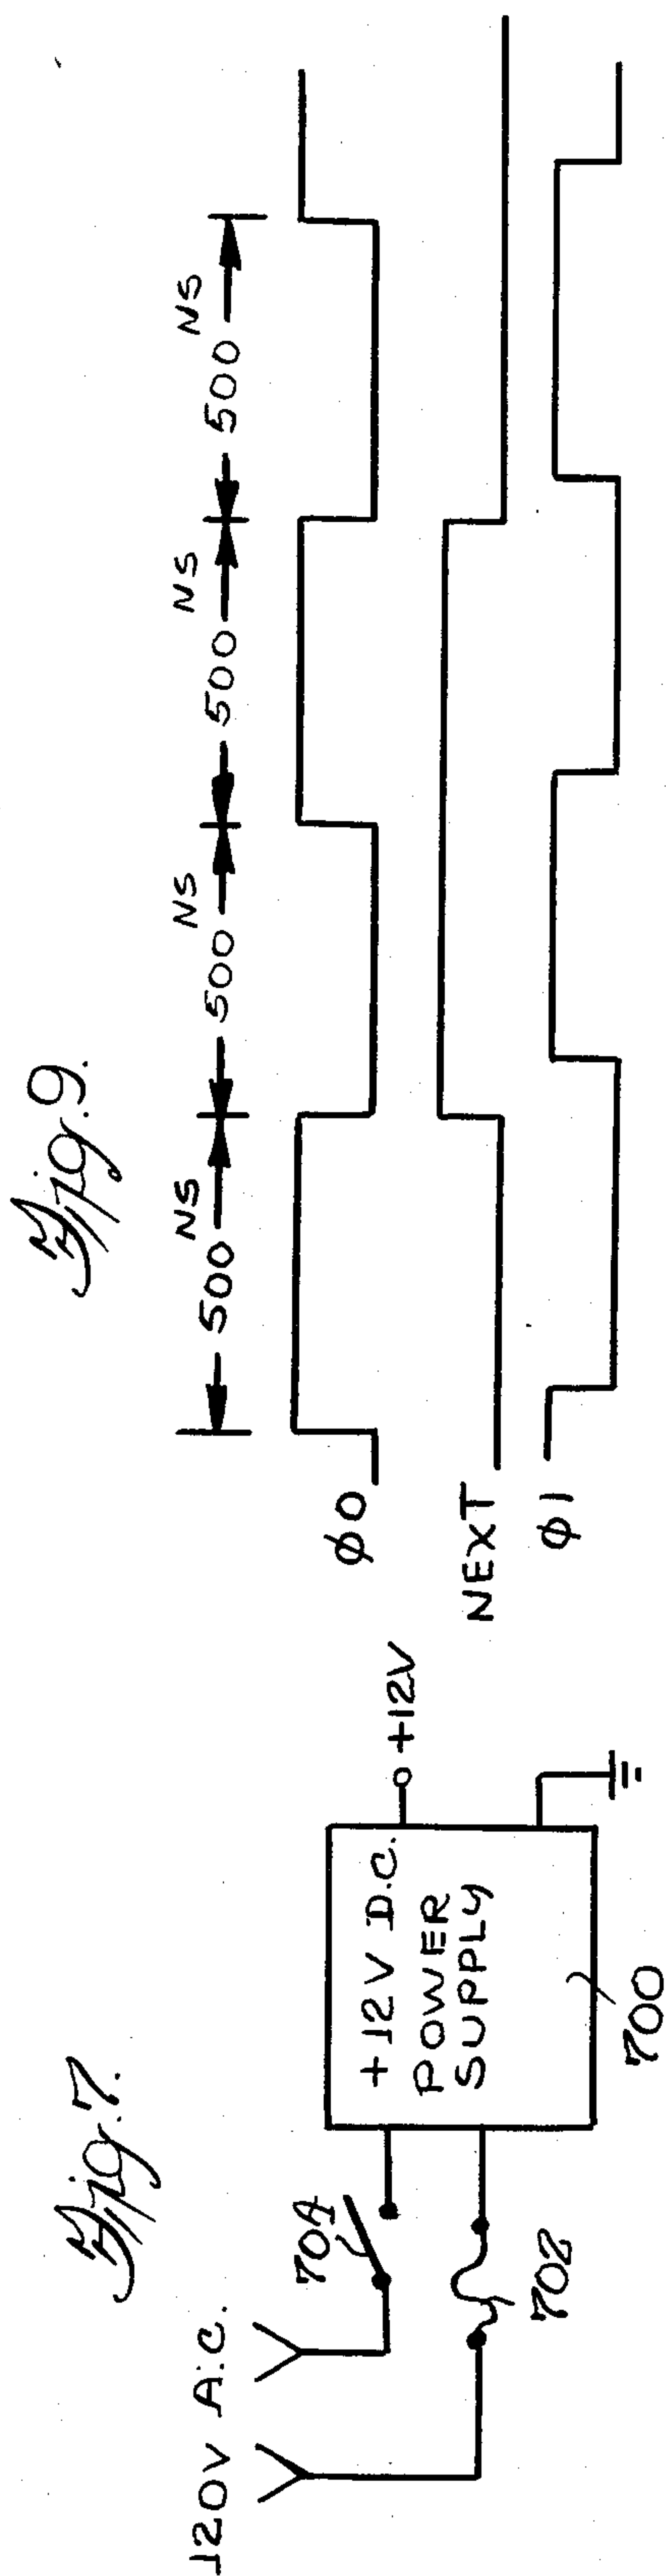 Fig. 7.
120V A.C.
704
702
+12V D.C.
POWER
SUPPLY
700
+12V
Fig. 9.
500 NS
500 NS
500 NS
500 NS
φ0
NEXT
φ1